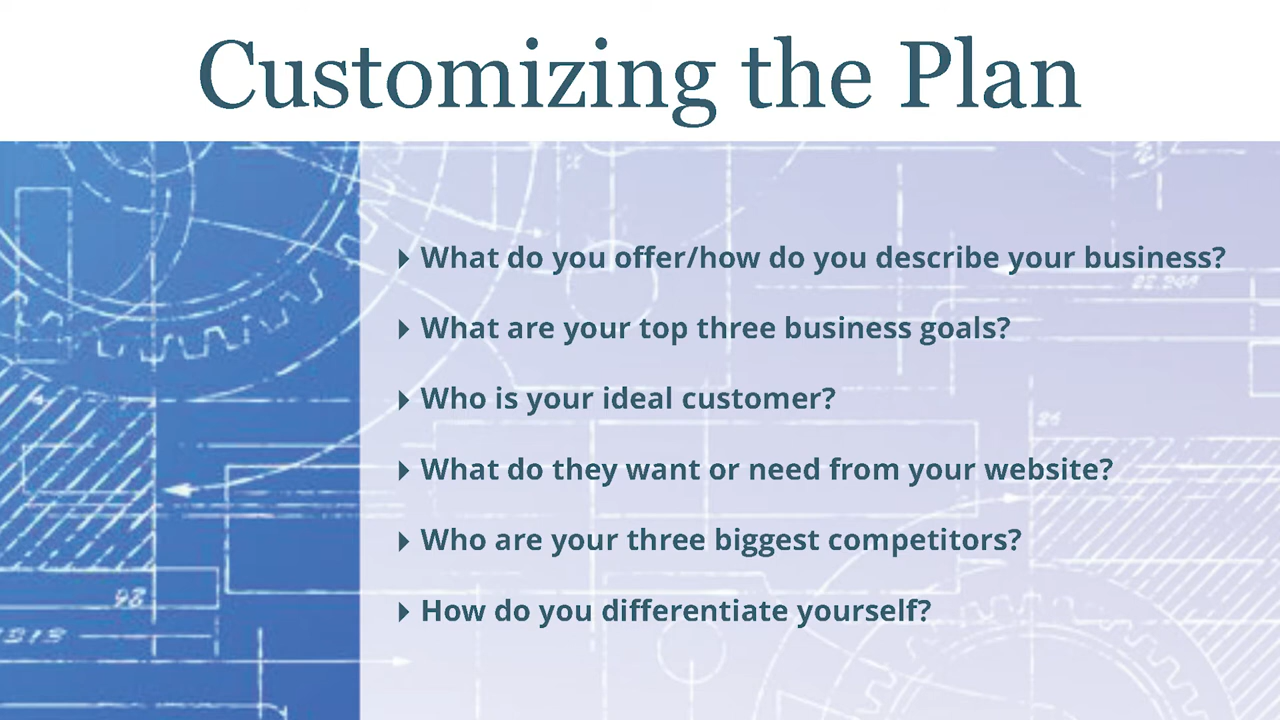 Customizing the Plan
What do you offer/how do you describe your business?
What are your top three business goals?
Who is your ideal customer?
What do they want or need from your website?
Who are your three biggest competitors?
How do you differentiate yourself?
26
98